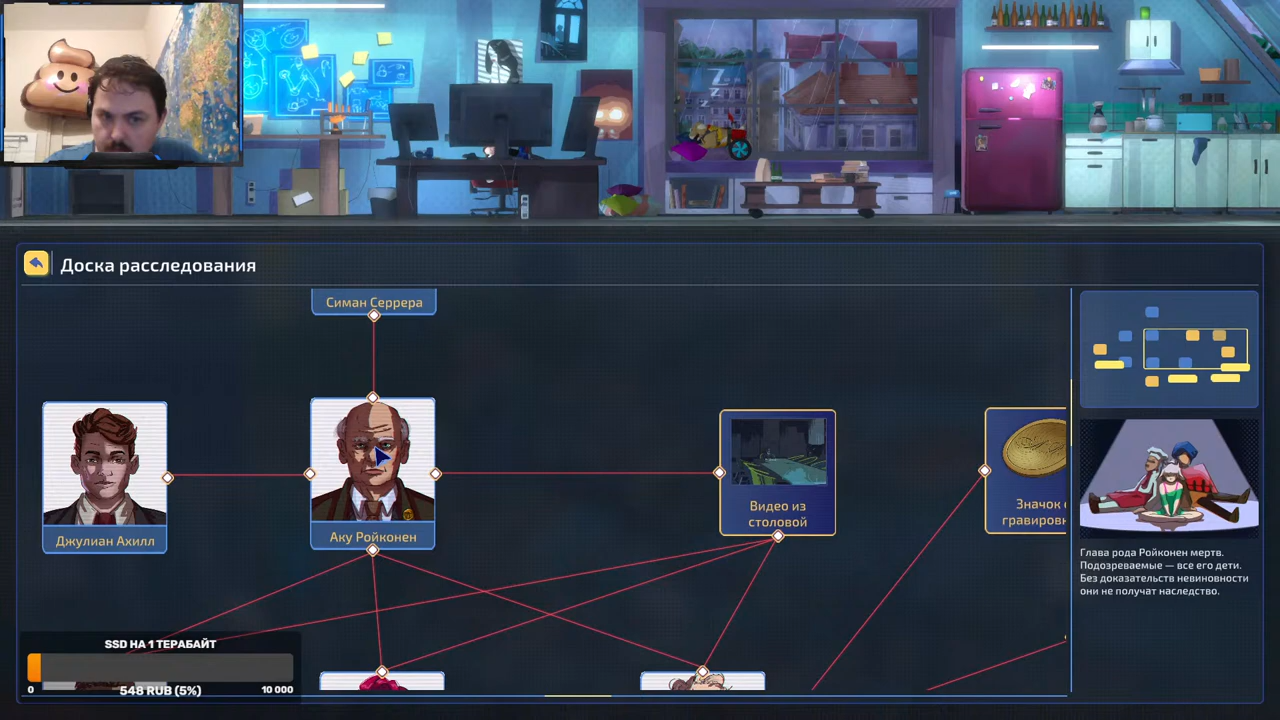 Доска расследования
Симан Серрера
Джулиан Ахилл
Аку Ройконен
Видео из
столовой
Значок
гравировн
Глава рода Ройконен мертв.
Подозреваемые — все его дети.
Без доказательств невиновности
они не получат наследство.
SSD НА 1 ТЕРАБАЙТ
0
548 RUB (5%)
10 000